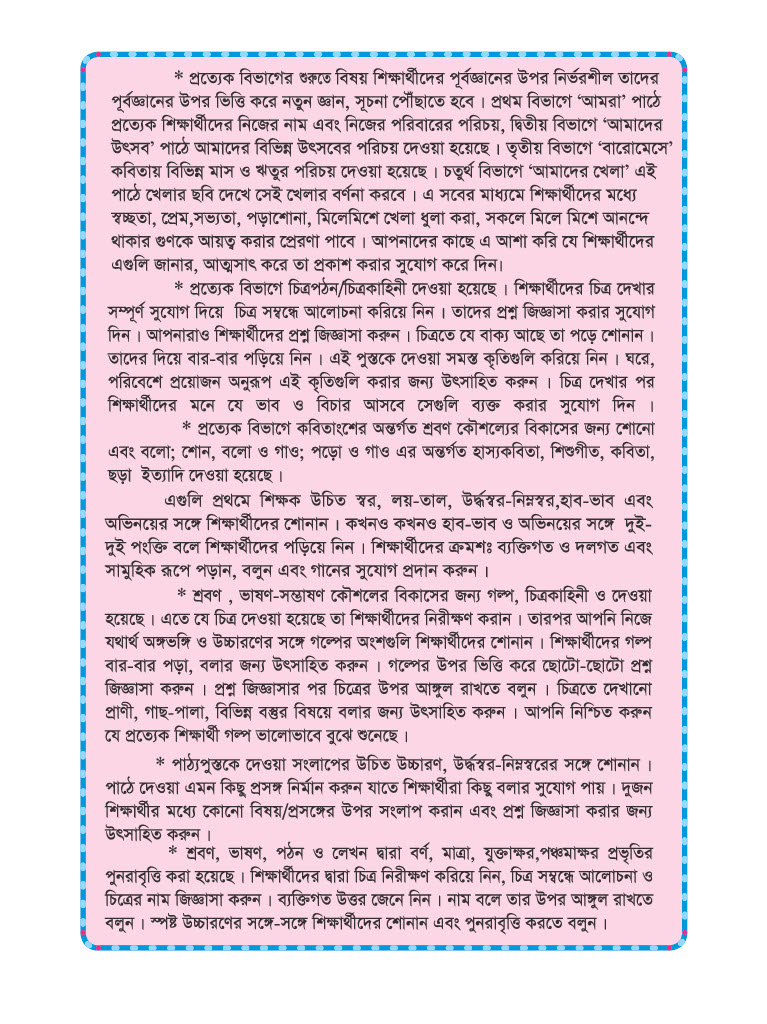 * প্রত্যেক বিভাগের শুরুতে বিষয় শিক্ষার্থীদের পূর্বজ্ঞানের উপর নির্ভরশীল তাদের
পূর্বজ্ঞানের উপর ভিত্তি করে নতুন জ্ঞান, সূচনা পৌঁছাতে হবে । প্রথম বিভাগে ‘আমরা’ পাঠে
প্রত্যেক শিক্ষার্থীদের নিজের নাম এবং নিজের পরিবারের পরিচয়, দ্বিতীয় বিভাগে ‘আমাদের
উৎসব’ পাঠে আমাদের বিভিন্ন উৎসবের পরিচয় দেওয়া হয়েছে । তৃতীয় বিভাগে ‘বারোমেসে’
কবিতায় বিভিন্ন মাস ও ঋতুর পরিচয় দেওয়া হয়েছে । চতুর্থ বিভাগে ‘আমাদের খেলা’ এই
পাঠে খেলার ছবি দেখে সেই খেলার বর্ণনা করবে । এ সবের মাধ্যমে শিক্ষার্থীদের মধ্যে
স্বচ্ছতা, প্রেম,সভ্যতা, পড়াশোনা, মিলেমিশে খেলা ধুলা করা, সকলে মিলে মিশে আনন্দে
থাকার গুণকে আয়ত্ব করার প্রেরণা পাবে । আপনাদের কাছে এ আশা করি যে শিক্ষার্থীদের
এগুলি জানার, আত্মসাৎ করে তা প্রকাশ করার সুযোগ করে দিন।
* প্রত্যেক বিভাগে চিত্রপঠন/চিত্রকাহিনী দেওয়া হয়েছে । শিক্ষার্থীদের চিত্র দেখার
সম্পূর্ণ সুযোগ দিয়ে চিত্র সম্বন্ধে আলোচনা করিয়ে নিন । তাদের প্রশ্ন জিজ্ঞাসা করার সুযোগ
দিন । আপনারাও শিক্ষার্থীদের প্রশ্ন জিজ্ঞাসা করুন । চিত্রতে যে বাক্য আছে তা পড়ে শোনান ।
তাদের দিয়ে বার-বার পড়িয়ে নিন । এই পুস্তকে দেওয়া সমস্ত কৃতিগুলি করিয়ে নিন । ঘরে,
পরিবেশে প্রয়োজন অনুরূপ এই কৃতিগুলি করার জন্য উৎসাহিত করুন । চিত্র দেখার পর
শিক্ষার্থীদের মনে যে ভাব ও বিচার আসবে সেগুলি ব্যক্ত করার সুযোগ দিন ।
* প্রত্যেক বিভাগে কবিতাংশের অন্তর্গত শ্রবণ কৌশল্যের বিকাসের জন্য শোনো
এবং বলো; শোন, বলো ও গাও; পড়ো ও গাও এর অন্তর্গত হাস্যকবিতা, শিশুগীত, কবিতা,
ছড়া ইত্যাদি দেওয়া হয়েছে ।
এগুলি প্রথমে শিক্ষক উচিত স্বর, লয়-তাল, উর্দ্ধস্বর-নিম্নস্বর,হাব-ভাব এবং
অভিনয়ের সঙ্গে শিক্ষার্থীদের শোনান । কখনও কখনও হাব-ভাব ও অভিনয়ের সঙ্গে দুই-
দুই পংক্তি বলে শিক্ষার্থীদের পড়িয়ে নিন । শিক্ষার্থীদের ক্রমশঃ ব্যক্তিগত ও দলগত এবং
সামুহিক রূপে পড়ান, বলুন এবং গানের সুযোগ প্রদান করুন ।
* শ্রবণ , ভাষণ-সম্ভাষণ কৌশলের বিকাসের জন্য গল্প, চিত্রকাহিনী ও দেওয়া
হয়েছে । এতে যে চিত্র দেওয়া হয়েছে তা শিক্ষার্থীদের নিরীক্ষণ করান । তারপর আপনি নিজে
যথার্থ অঙ্গভঙ্গি ও উচ্চারণের সঙ্গে গল্পের অংশগুলি শিক্ষার্থীদের শোনান । শিক্ষার্থীদের গল্প
বার-বার পড়া, বলার জন্য উৎসাহিত করুন । গল্পের উপর ভিত্তি করে ছোটো-ছোটো প্রশ্ন
জিজ্ঞাসা করুন । প্রশ্ন জিজ্ঞাসার পর চিত্রের উপর আঙ্গুল রাখতে বলুন । চিত্রতে দেখানো
প্রাণী, গাছ-পালা, বিভিন্ন বস্তুর বিষয়ে বলার জন্য উৎসাহিত করুন । আপনি নিশ্চিত করুন
যে প্রত্যেক শিক্ষার্থী গল্প ভালোভাবে বুঝে শুনেছে ।
* পাঠ্যপুস্তকে দেওয়া সংলাপের উচিত উচ্চারণ, উর্দ্ধস্বর-নিম্নস্বরের সঙ্গে শোনান ।
পাঠে দেওয়া এমন কিছু প্রসঙ্গ নির্মান করুন যাতে শিক্ষার্থীরা কিছু বলার সুযোগ পায় । দুজন
শিক্ষার্থীর মধ্যে কোনো বিষয়/প্রসঙ্গের উপর সংলাপ করান এবং প্রশ্ন জিজ্ঞাসা করার জন্য
উৎসাহিত করুন ।
* শ্রবণ, ভাষণ, পঠন ও লেখন দ্বারা বর্ণ, মাত্রা, যুক্তাক্ষর,পঞ্চমাক্ষর প্রভৃতির
পুনরাবৃত্তি করা হয়েছে । শিক্ষার্থীদের দ্বারা চিত্র নিরীক্ষণ করিয়ে নিন, চিত্র সম্বন্ধে আলোচনা ও
চিত্রের নাম জিজ্ঞাসা করুন । ব্যক্তিগত উত্তর জেনে নিন । নাম বলে তার উপর আঙ্গুল রাখতে
বলুন । স্পষ্ট উচ্চারণের সঙ্গে-সঙ্গে শিক্ষার্থীদের শোনান এবং পুনরাবৃত্তি করতে বলুন ।